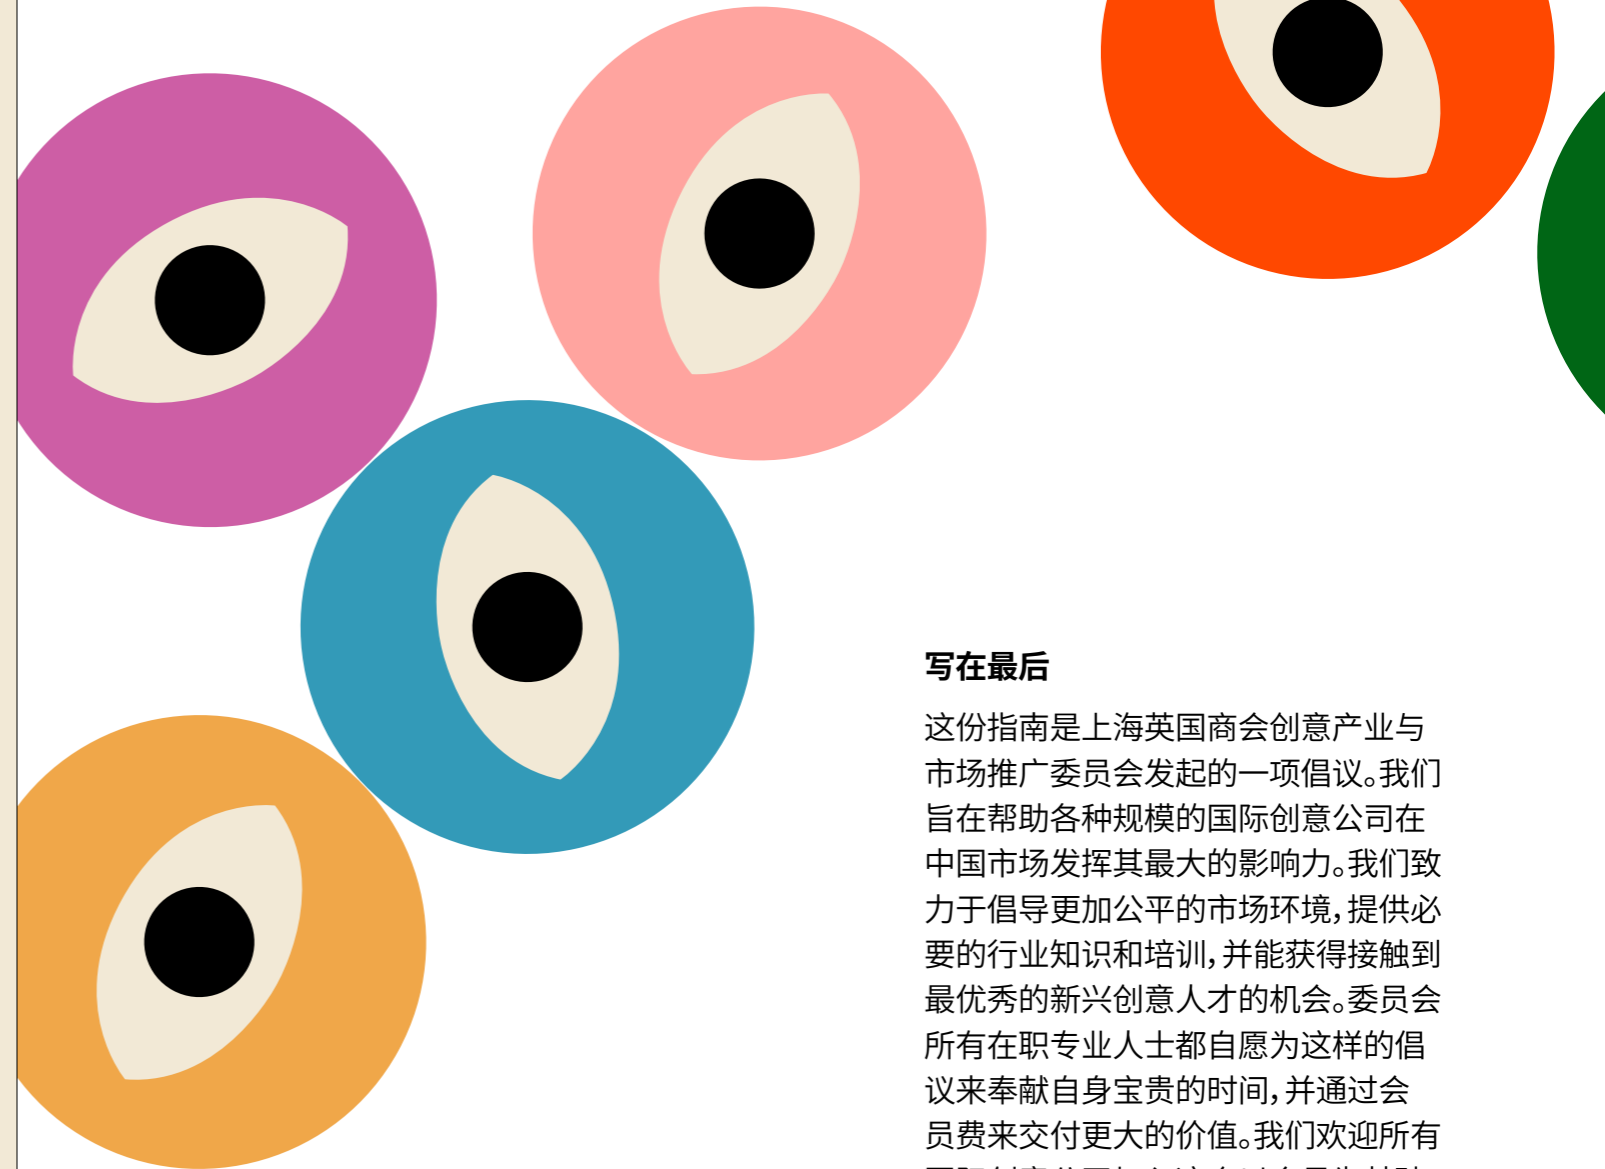 写在最后
这份指南是上海英国商会创意产业与
市场推广委员会发起的一项倡议。我们
旨在帮助各种规模的国际创意公司在
中国市场发挥其最大的影响力。我们致
力于倡导更加公平的市场环境，提供必
要的行业知识和培训，并能获得接触到
最优秀的新兴创意人才的机会。委员会
所有在职专业人士都自愿为这样的倡
议来奉献自身宝贵的时间，并通过会
员费来交付更大的价值。我们欢迎所有